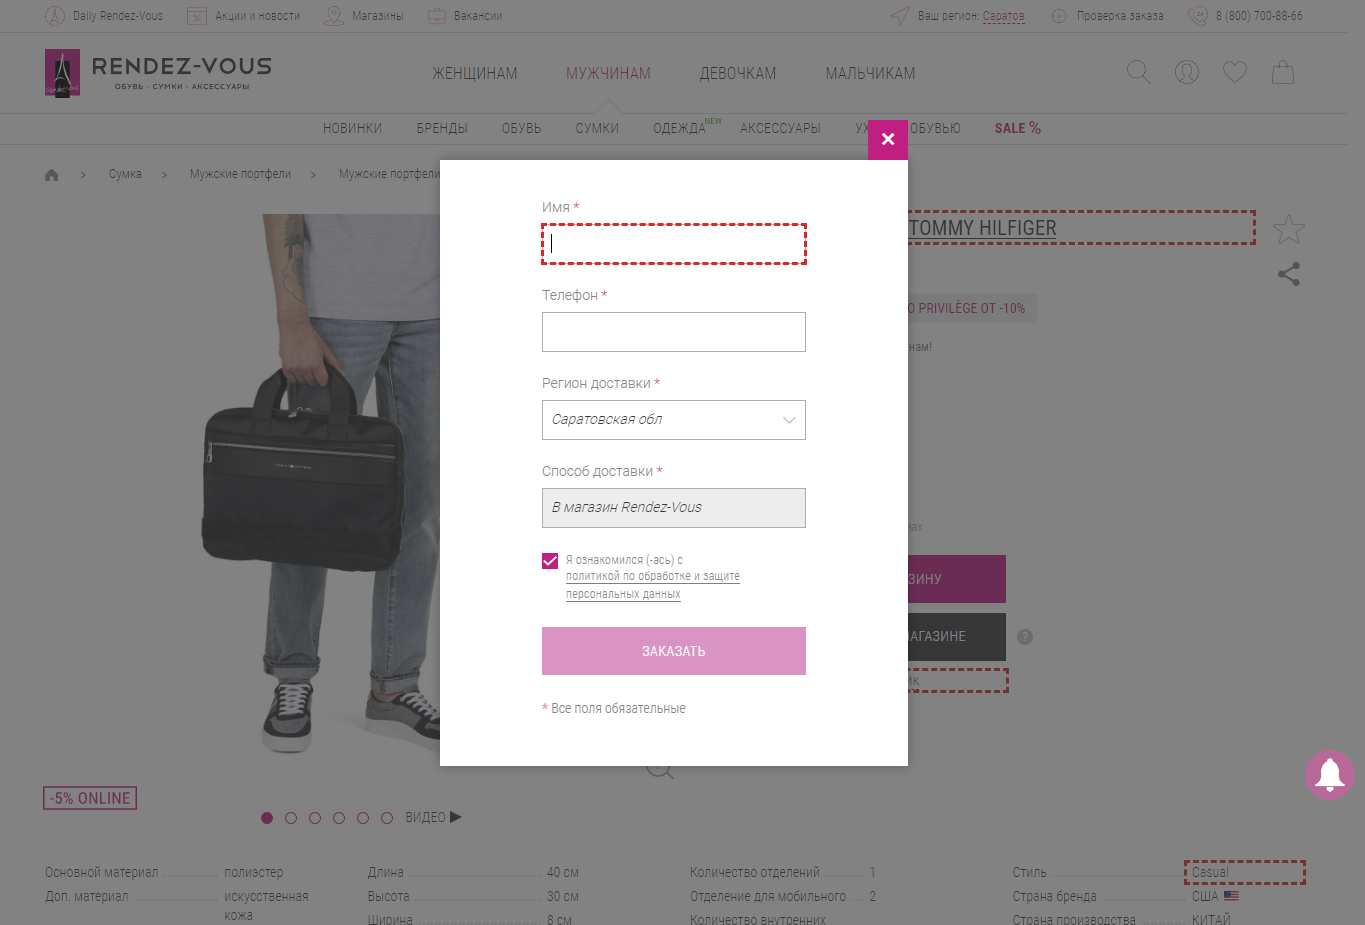 Daily Rendez-Vous
Акции и новости
Магазины
Вакансии
Ваш регион: Саратов
Проверка заказа
8 (800) 700-88-66
RENDEZ-VOUS
ОБУВЬ · СУМКИ · АКСЕССУАРЫ
ЖЕНЩИНАМ
МУЖЧИНАМ
ДЕВОЧКАМ
МАЛЬЧИКАМ
НОВИНКИ
БРЕНДЫ
ОБУВЬ
СУМКИ
ОДЕЖДА NEW
АКСЕССУАРЫ
УХ
ОБУВЬЮ
SALE %
Сумка
Мужские портфели
Мужские портфели
TOMMY HILFIGER
О PRIVILÈGE ОТ -10%
нам!
нах
ЗИНУ
МАГАЗИНЕ
?
ик
Имя *
Телефон *
Регион доставки *
Саратовская обл
Способ доставки *
В магазин Rendez-Vous
Я ознакомился (-ась) с
политикой по обработке и защите
персональных данных
ЗАКАЗАТЬ
* Все поля обязательные
-5% ONLINE
ВИДЕО
Основной материал
полиэстер
Доп. материал
искусственная
кожа
Длина
40 см
Высота
30 см
Ширина
8 см
Количество отделений
1
Отделение для мобильного
2
Количество внутренних
Стиль
Casual
Страна бренда
США
Страна производства
КИТАЙ